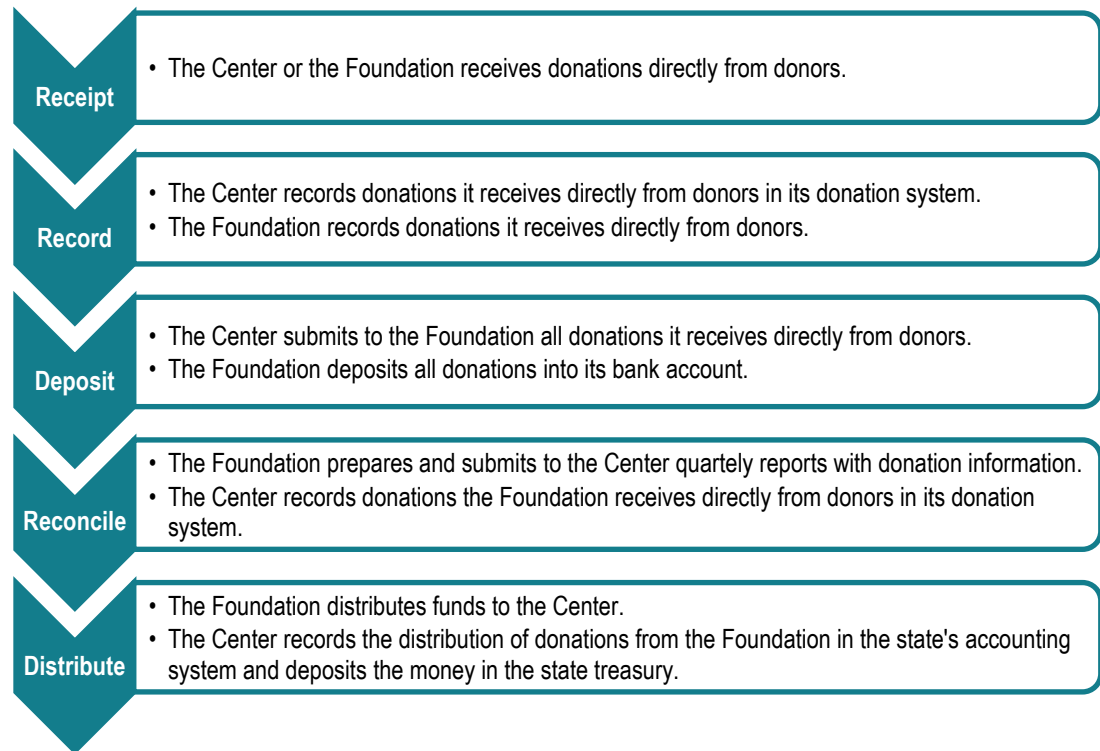 Receipt
• The Center or the Foundation receives donations directly from donors.
Record
• The Center records donations it receives directly from donors in its donation system.
• The Foundation records donations it receives directly from donors.
Deposit
• The Center submits to the Foundation all donations it receives directly from donors.
• The Foundation deposits all donations into its bank account.
Reconcile
• The Foundation prepares and submits to the Center quartely reports with donation information.
• The Center records donations the Foundation receives directly from donors in its donation
system.
Distribute
• The Foundation distributes funds to the Center.
• The Center records the distribution of donations from the Foundation in the state's accounting
system and deposits the money in the state treasury.